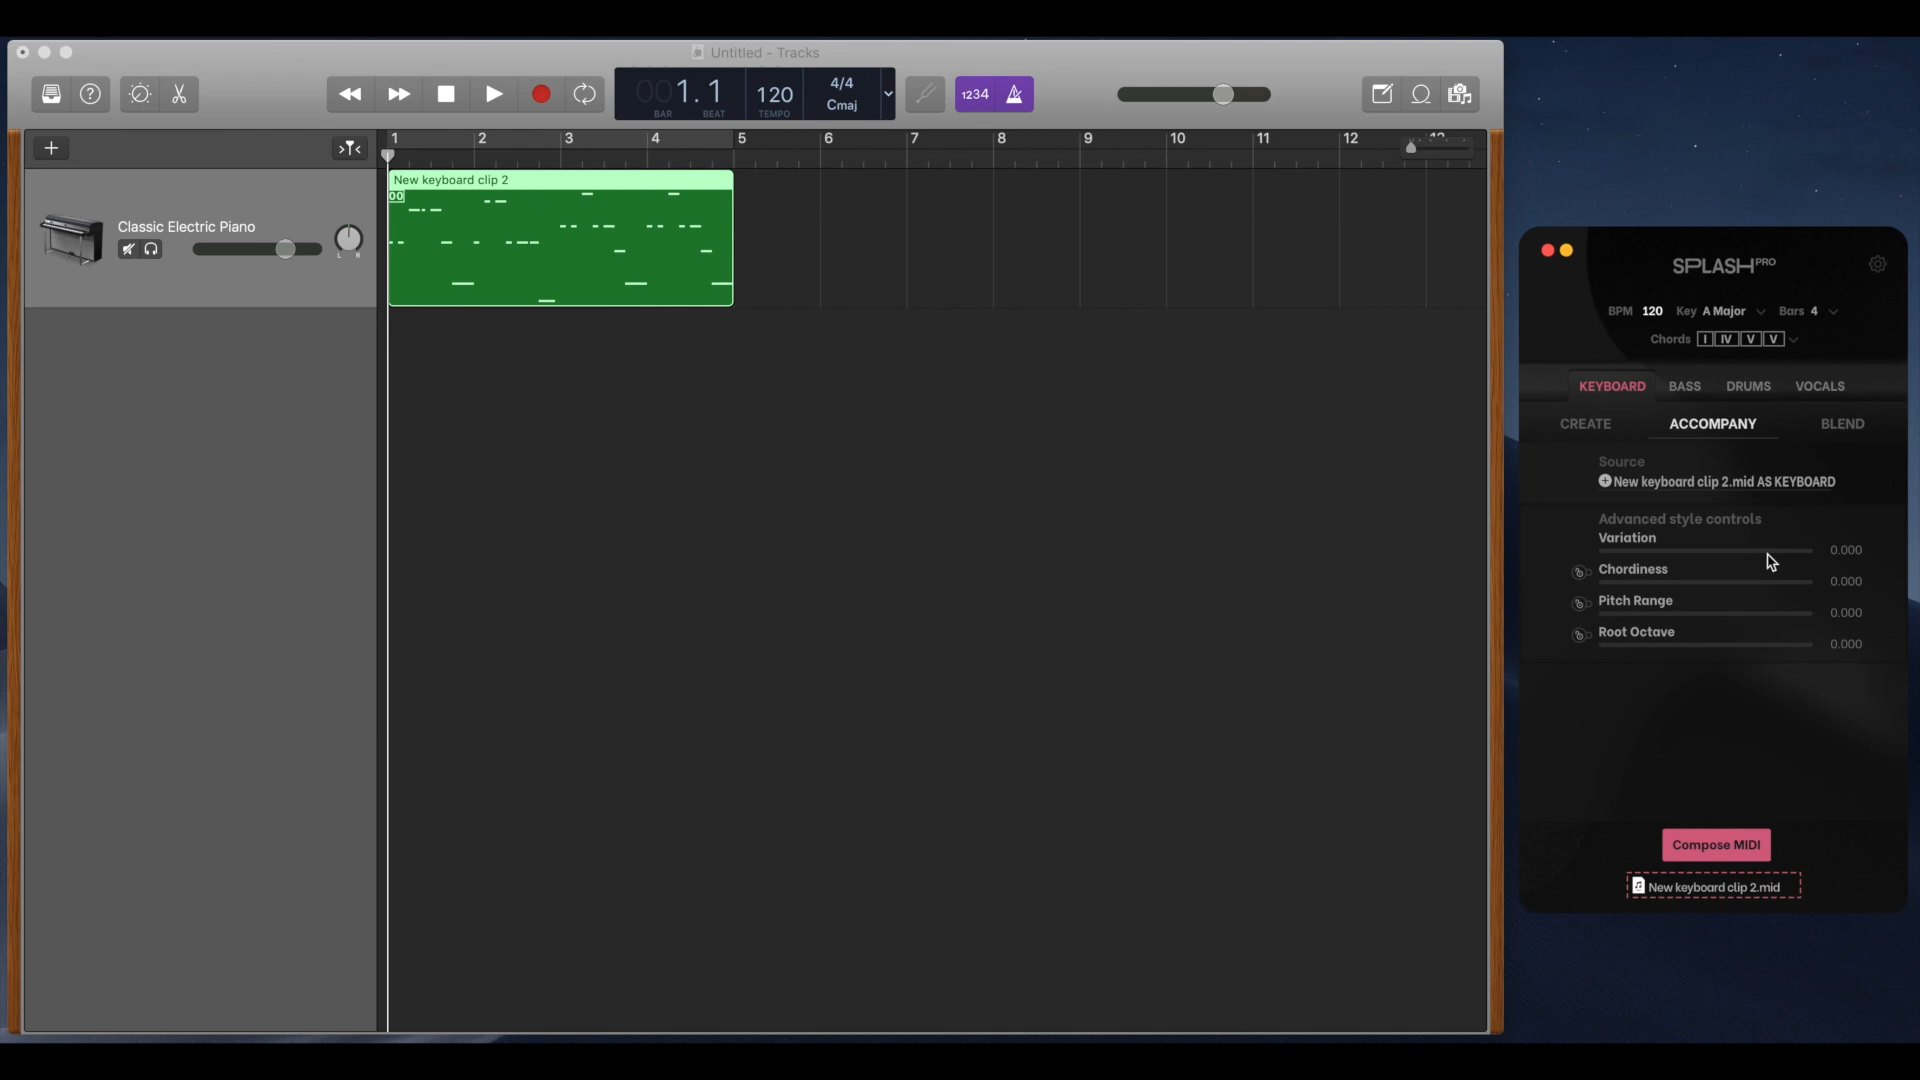 Untitled - Tracks
001.1
BAR
BEAT
120
TEMPO
4/4
Cmaj
1234
1 2 3 4 5 6 7 8 9 10 11 12
New keyboard clip 2
Classic Electric Piano
L R
SPLASH PRO
BPM 120 Key A Major Bars 4
Chords I IV V V
KEYBOARD BASS DRUMS VOCALS
CREATE ACCOMPANY BLEND
Source
New keyboard clip 2.mid AS KEYBOARD
Advanced style controls
Variation
0.000
Chordiness
0.000
Pitch Range
0.000
Root Octave
0.000
Compose MIDI
New keyboard clip 2.mid